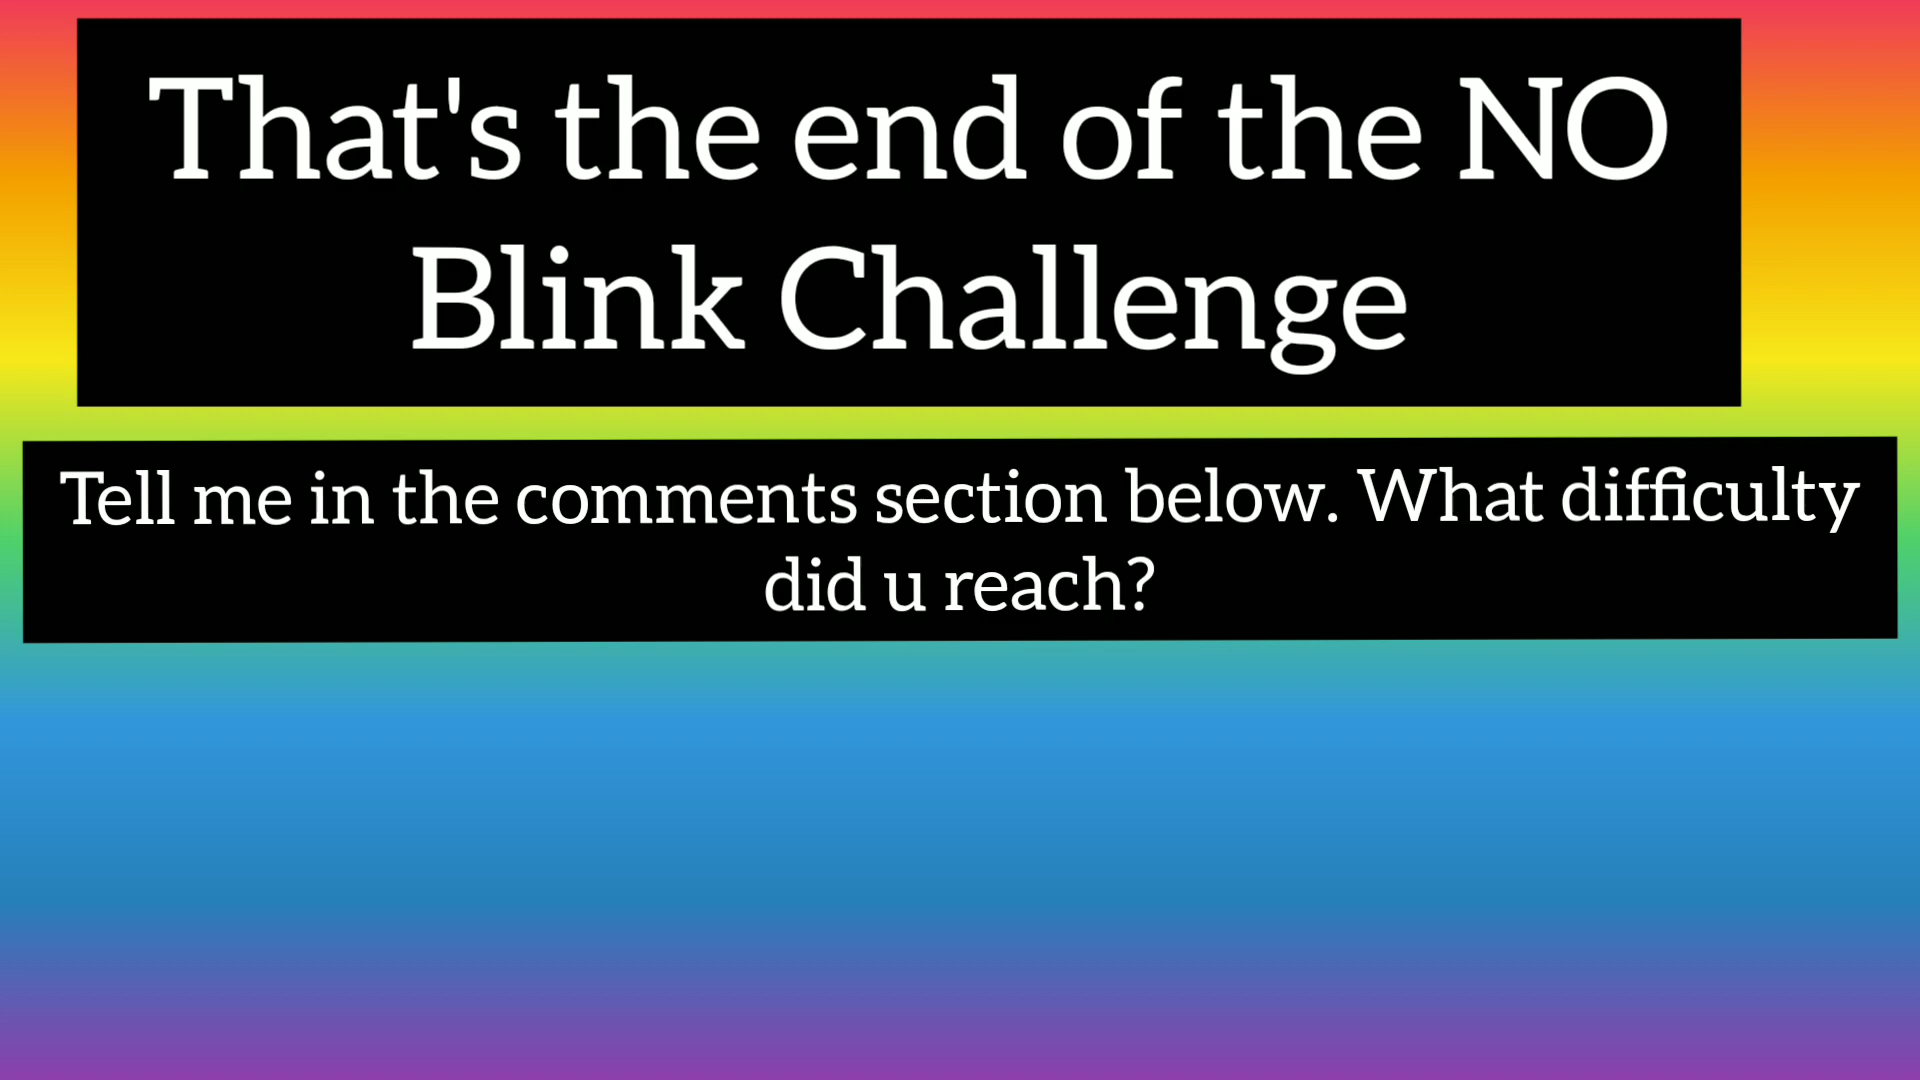 That's the end of the NO
Blink Challenge
Tell me in the comments section below. What difficulty
did u reach?